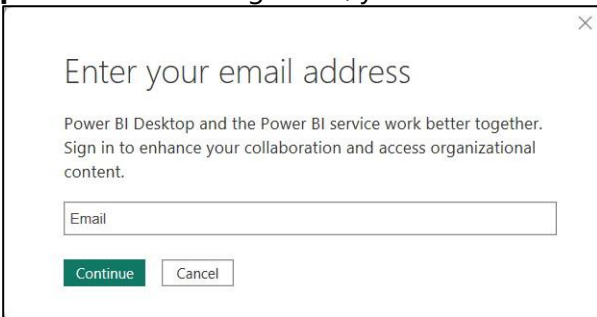 Enter your email address
Power BI Desktop and the Power BI service work better together.
Sign in to enhance your collaboration and access organizational
content.
Email
Continue Cancel